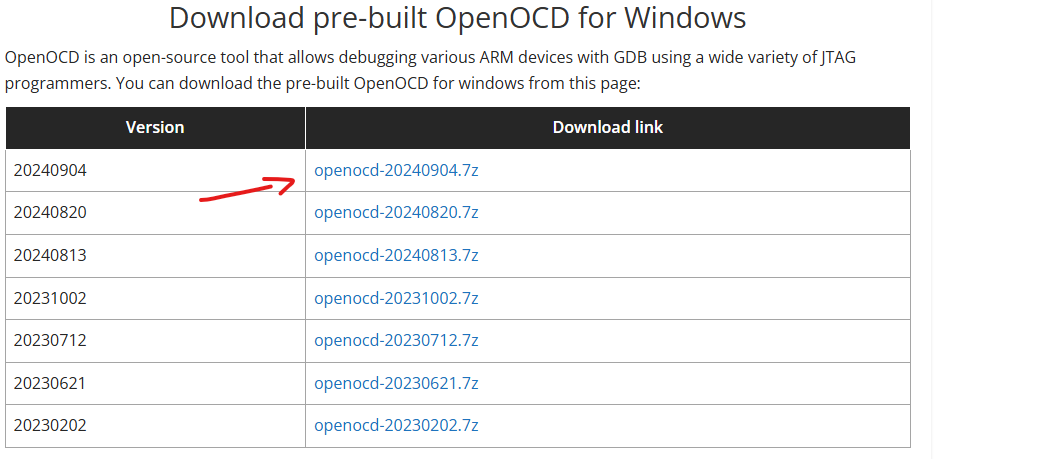 Download pre-built OpenOCD for Windows
OpenOCD is an open-source tool that allows debugging various ARM devices with GDB using a wide variety of JTAG
programmers. You can download the pre-built OpenOCD for windows from this page:
Version Download link
20240904 openocd-20240904.7z
20240820 openocd-20240820.7z
20240813 openocd-20240813.7z
20231002 openocd-20231002.7z
20230712 openocd-20230712.7z
20230621 openocd-20230621.7z
20230202 openocd-20230202.7z